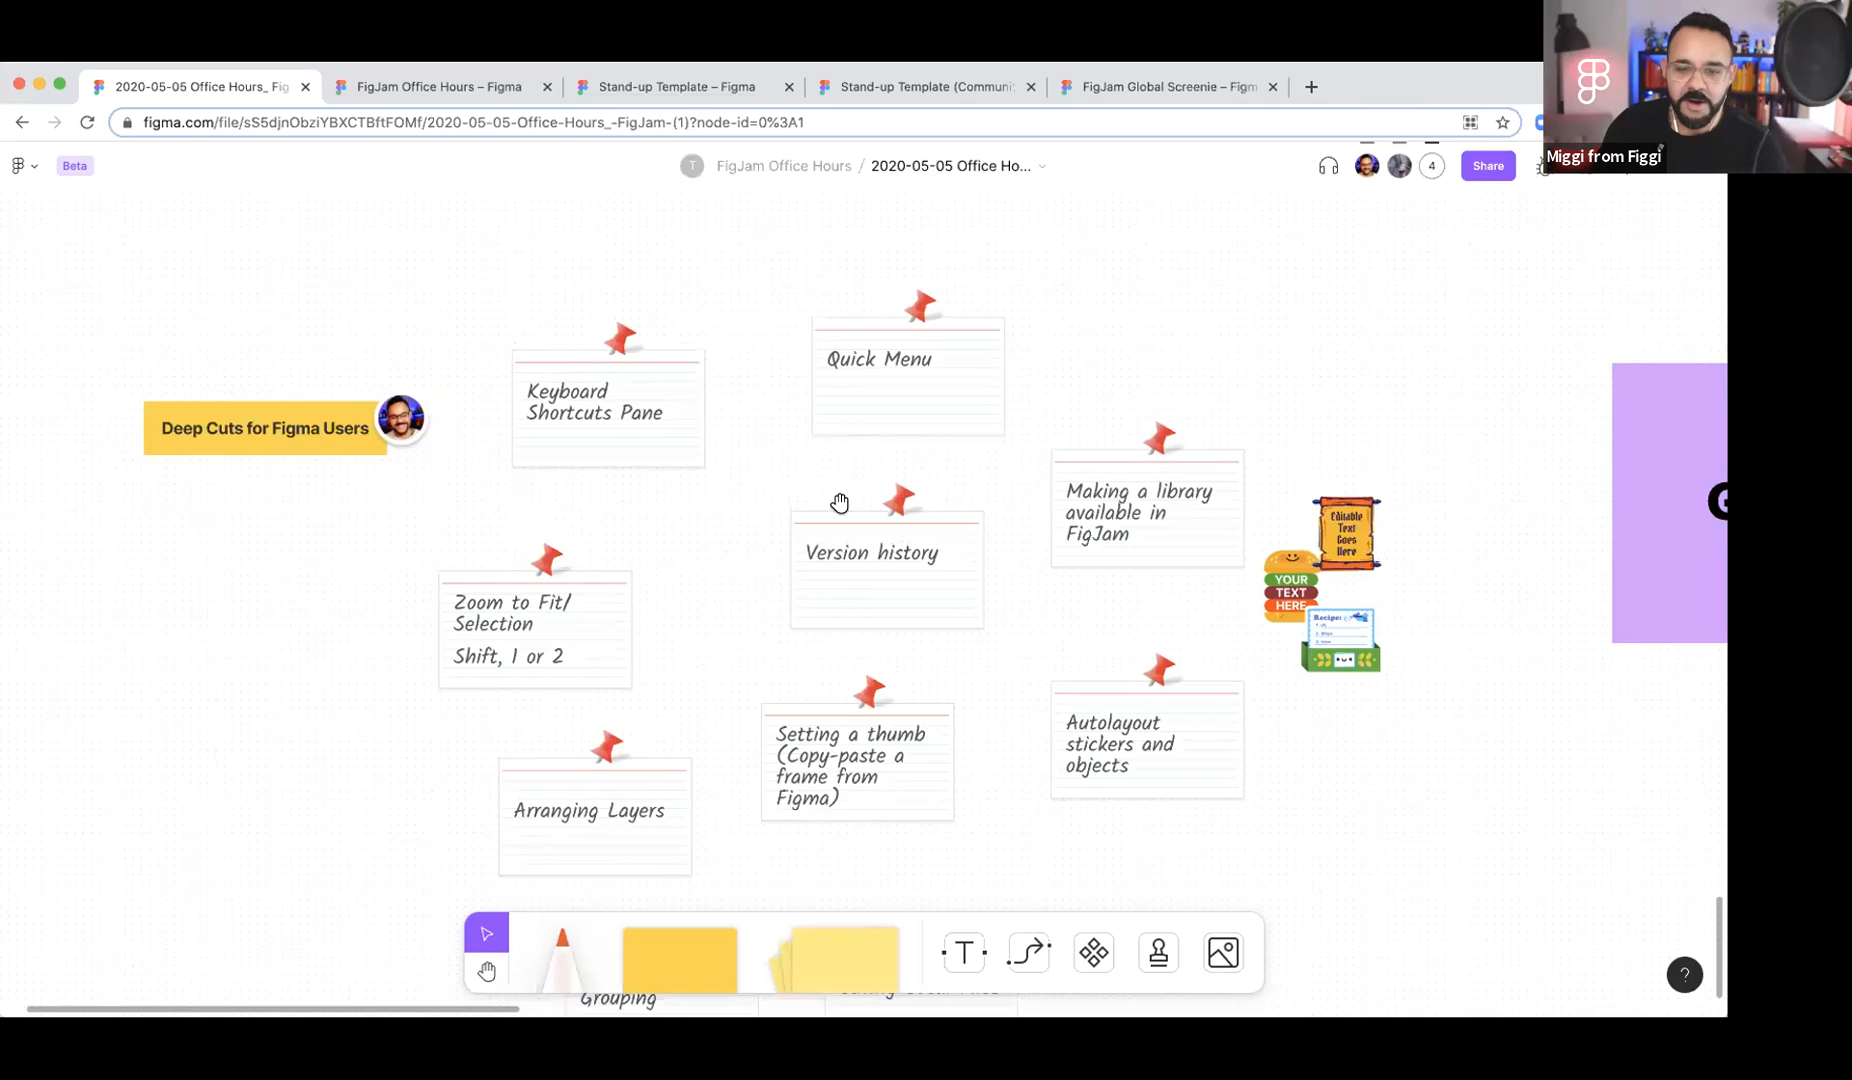 2020-05-05 Office Hours_ Fig
FigJam Office Hours – Figma
Stand-up Template – Figma
Stand-up Template (Communi
FigJam Global Screenie – Figm
figma.com/file/sS5djnObziYBXCTBftFOMf/2020-05-05-Office-Hours_-FigJam-(1)?node-id=0%3A1
Miggi from Figgi
Beta
T
FigJam Office Hours / 2020-05-05 Office Ho...
4
Share
Quick Menu
Keyboard
Shortcuts Pane
Deep Cuts for Figma Users
Making a library
available in
FigJam
Editable
Text
Goes
Here
Version history
YOUR
TEXT
HERE
Recipe:
Zoom to Fit/
Selection
Shift, 1 or 2
Setting a thumb
(Copy-paste a
frame from
Figma)
Autolayout
stickers and
objects
Arranging Layers
T
Grouping
?